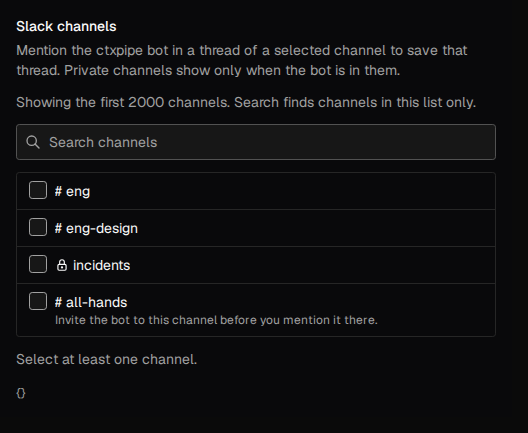 Slack channels
Mention the ctxpipe bot in a thread of a selected channel to save that
thread. Private channels show only when the bot is in them.
Showing the first 2000 channels. Search finds channels in this list only.
Search channels
# eng
# eng-design
incidents
# all-hands
Invite the bot to this channel before you mention it there.
Select at least one channel.
{}